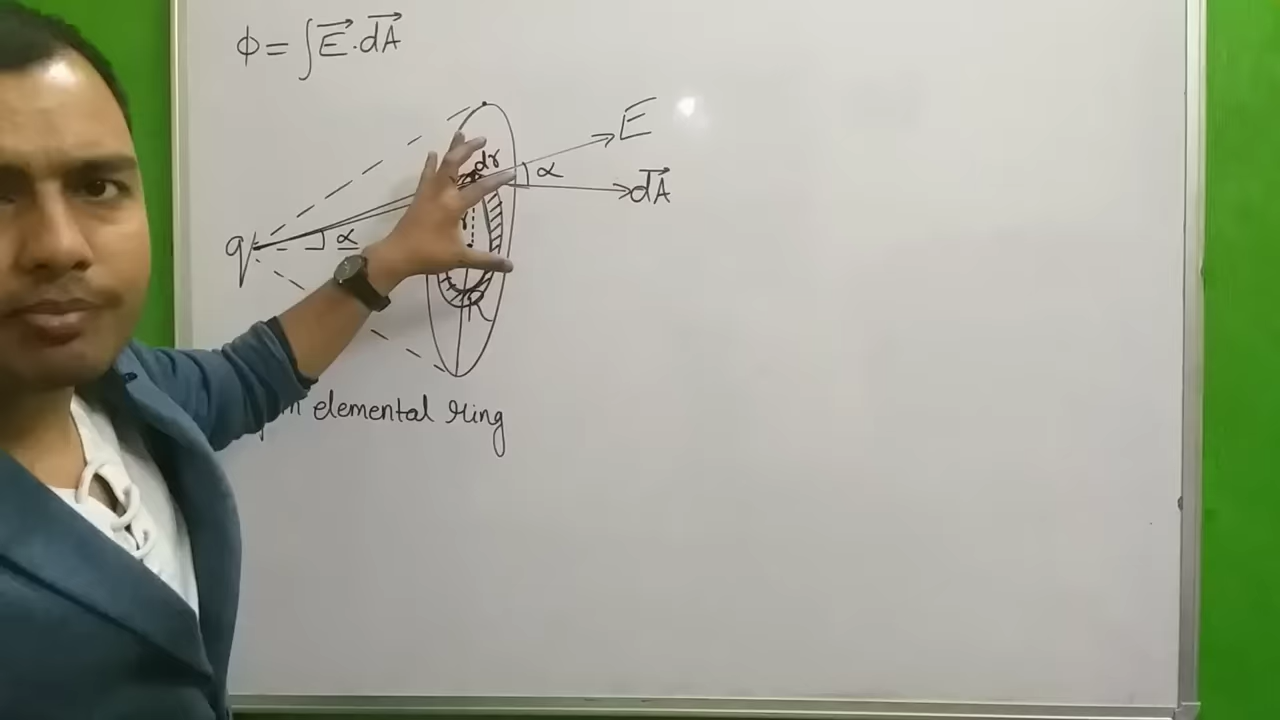 ϕ = ∫E⃗.dA⃗
E
dr
α
dA⃗
r
q
α
R
elemental ring